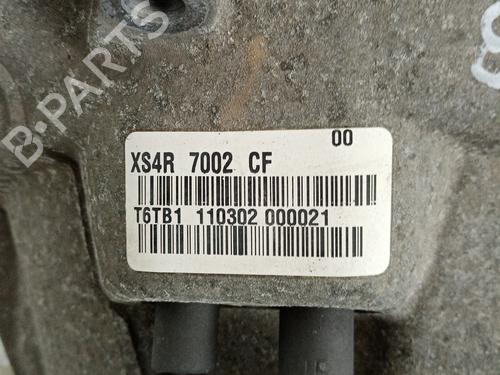 B-PARTS
00
XS4R 7002 CF
T6TB1 110302 000021